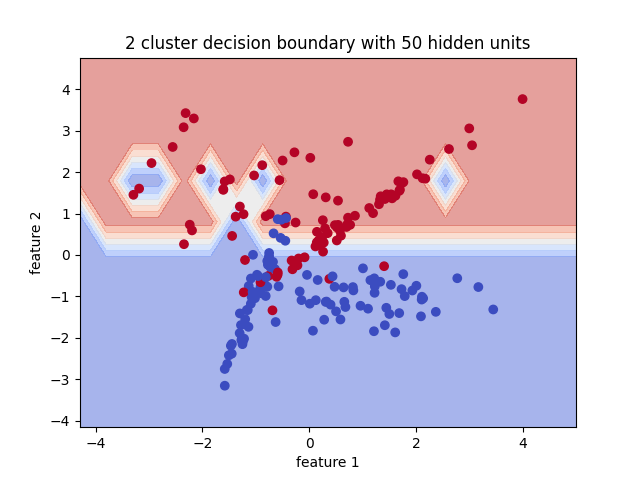 2 cluster decision boundary with 50 hidden units
4
3
2
1
0
−1
−2
−3
−4
feature 2
−4 −2 0 2 4
feature 1